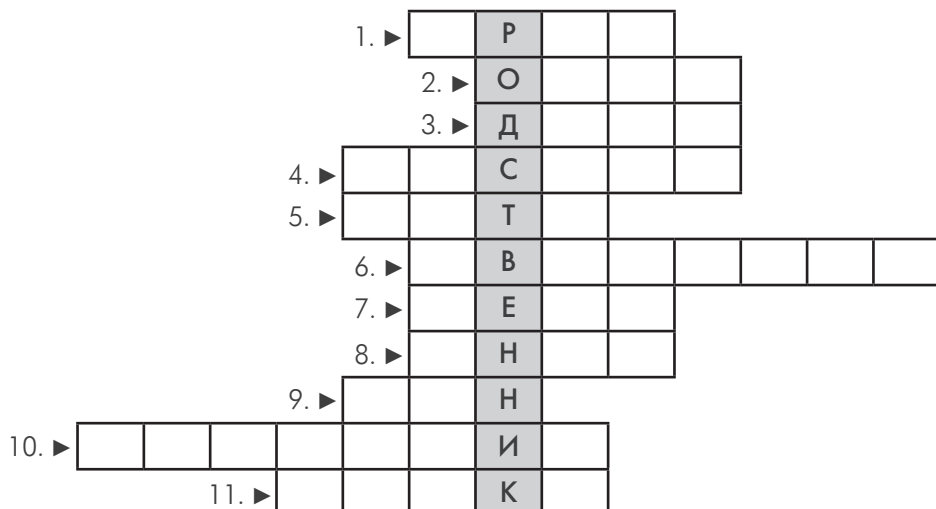 1. ► Р
2. ► О
3. ► Д
4. ► С
5. ► Т
6. ► В
7. ► Е
8. ► Н
9. ► Н
10. ► И
11. ► К